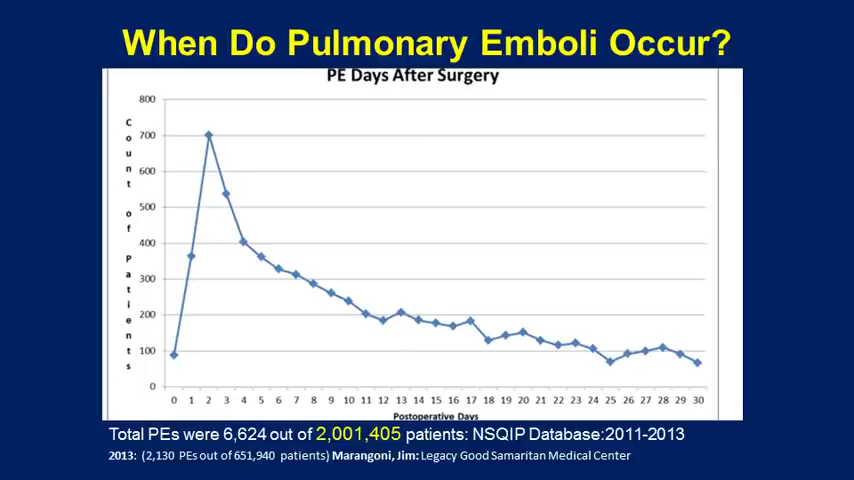 When Do Pulmonary Emboli Occur?
PE Days After Surgery
Count of Patients
800
700
600
500
400
300
200
100
0
0 1 2 3 4 5 6 7 8 9 10 11 12 13 14 15 16 17 18 19 20 21 22 23 24 25 26 27 28 29 30
Postoperative Days
Total PEs were 6,624 out of 2,001,405 patients: NSQIP Database:2011-2013
2013: (2,130 PEs out of 651,940 patients) Marangoni, Jim: Legacy Good Samaritan Medical Center